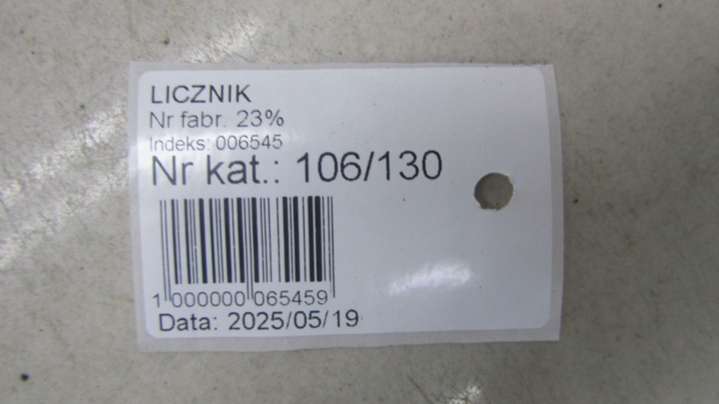 LICZNIK
Nr fabr. 23%
Indeks: 006545
Nr kat.: 106/130
1 000000 065459
Data: 2025/05/19